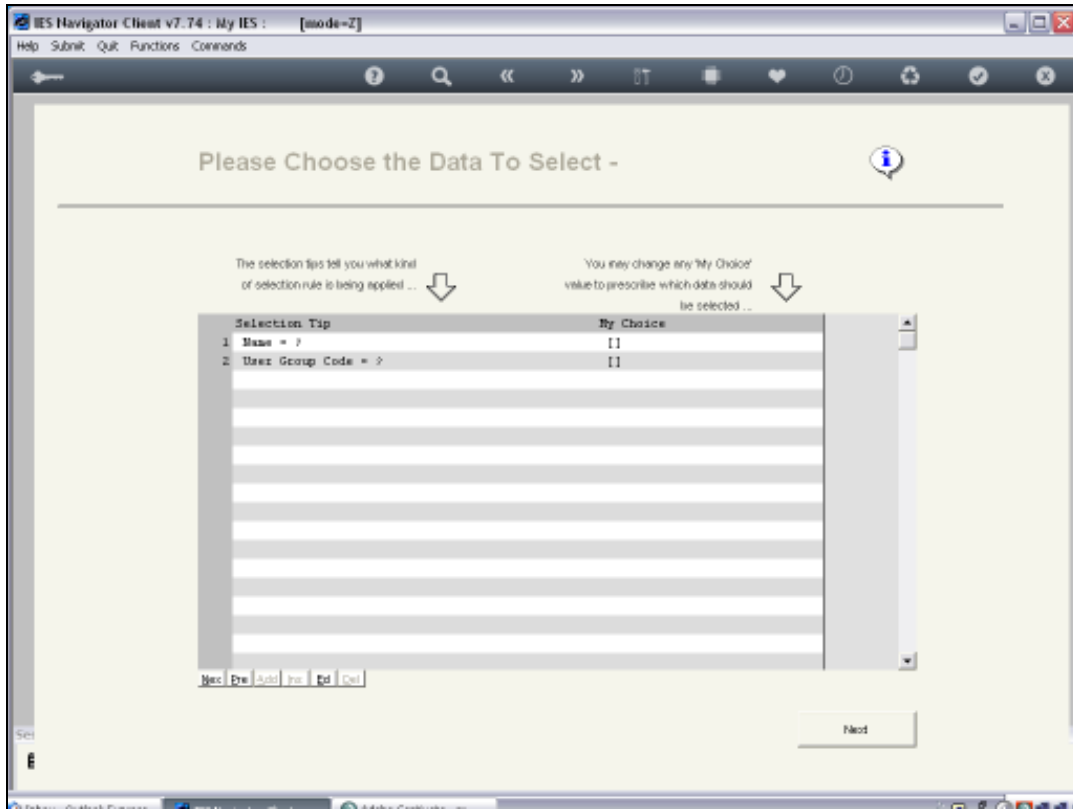 IES Navigator Client v7.74 : My IES : [mode=Z]
Help Submit Quit Functions Commands
Please Choose the Data To Select -
The selection tips tell you what kind
of selection rule is being applied ...
You may change any 'My Choice'
value to prescribe which data should
be selected ...
Selection Tip My Choice
1 Name = ? []
2 User Group Code = ? []
Nex Pre Add Ins Ed Del
Next
Inbox - Outlook Express